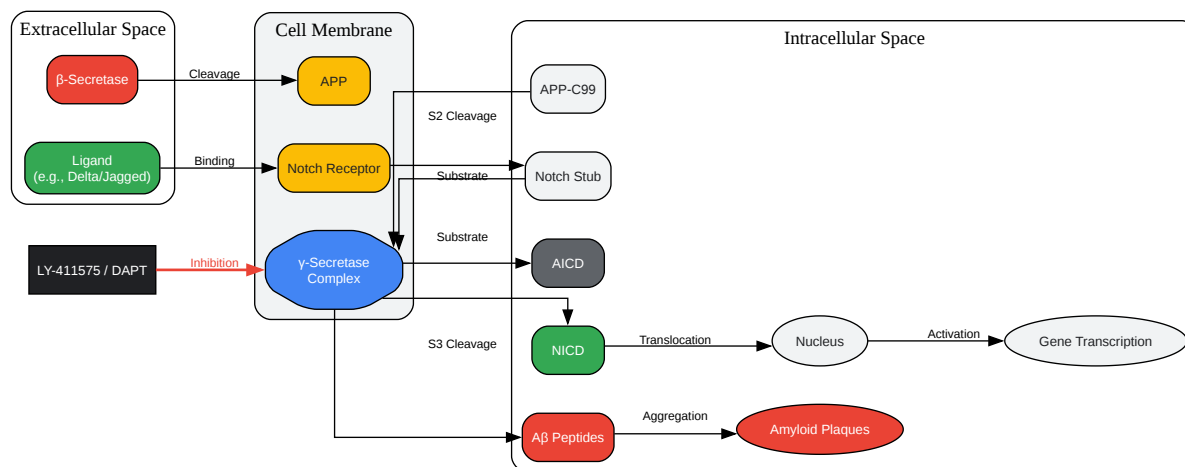 Extracellular Space
Cell Membrane
Intracellular Space
β-Secretase
Cleavage
APP
APP-C99
S2 Cleavage
Ligand
(e.g., Delta/Jagged)
Binding
Notch Receptor
Substrate
Notch Stub
LY-411575 / DAPT
Inhibition
γ-Secretase
Complex
Substrate
AICD
S3 Cleavage
NICD
Translocation
Nucleus
Activation
Gene Transcription
Aβ Peptides
Aggregation
Amyloid Plaques